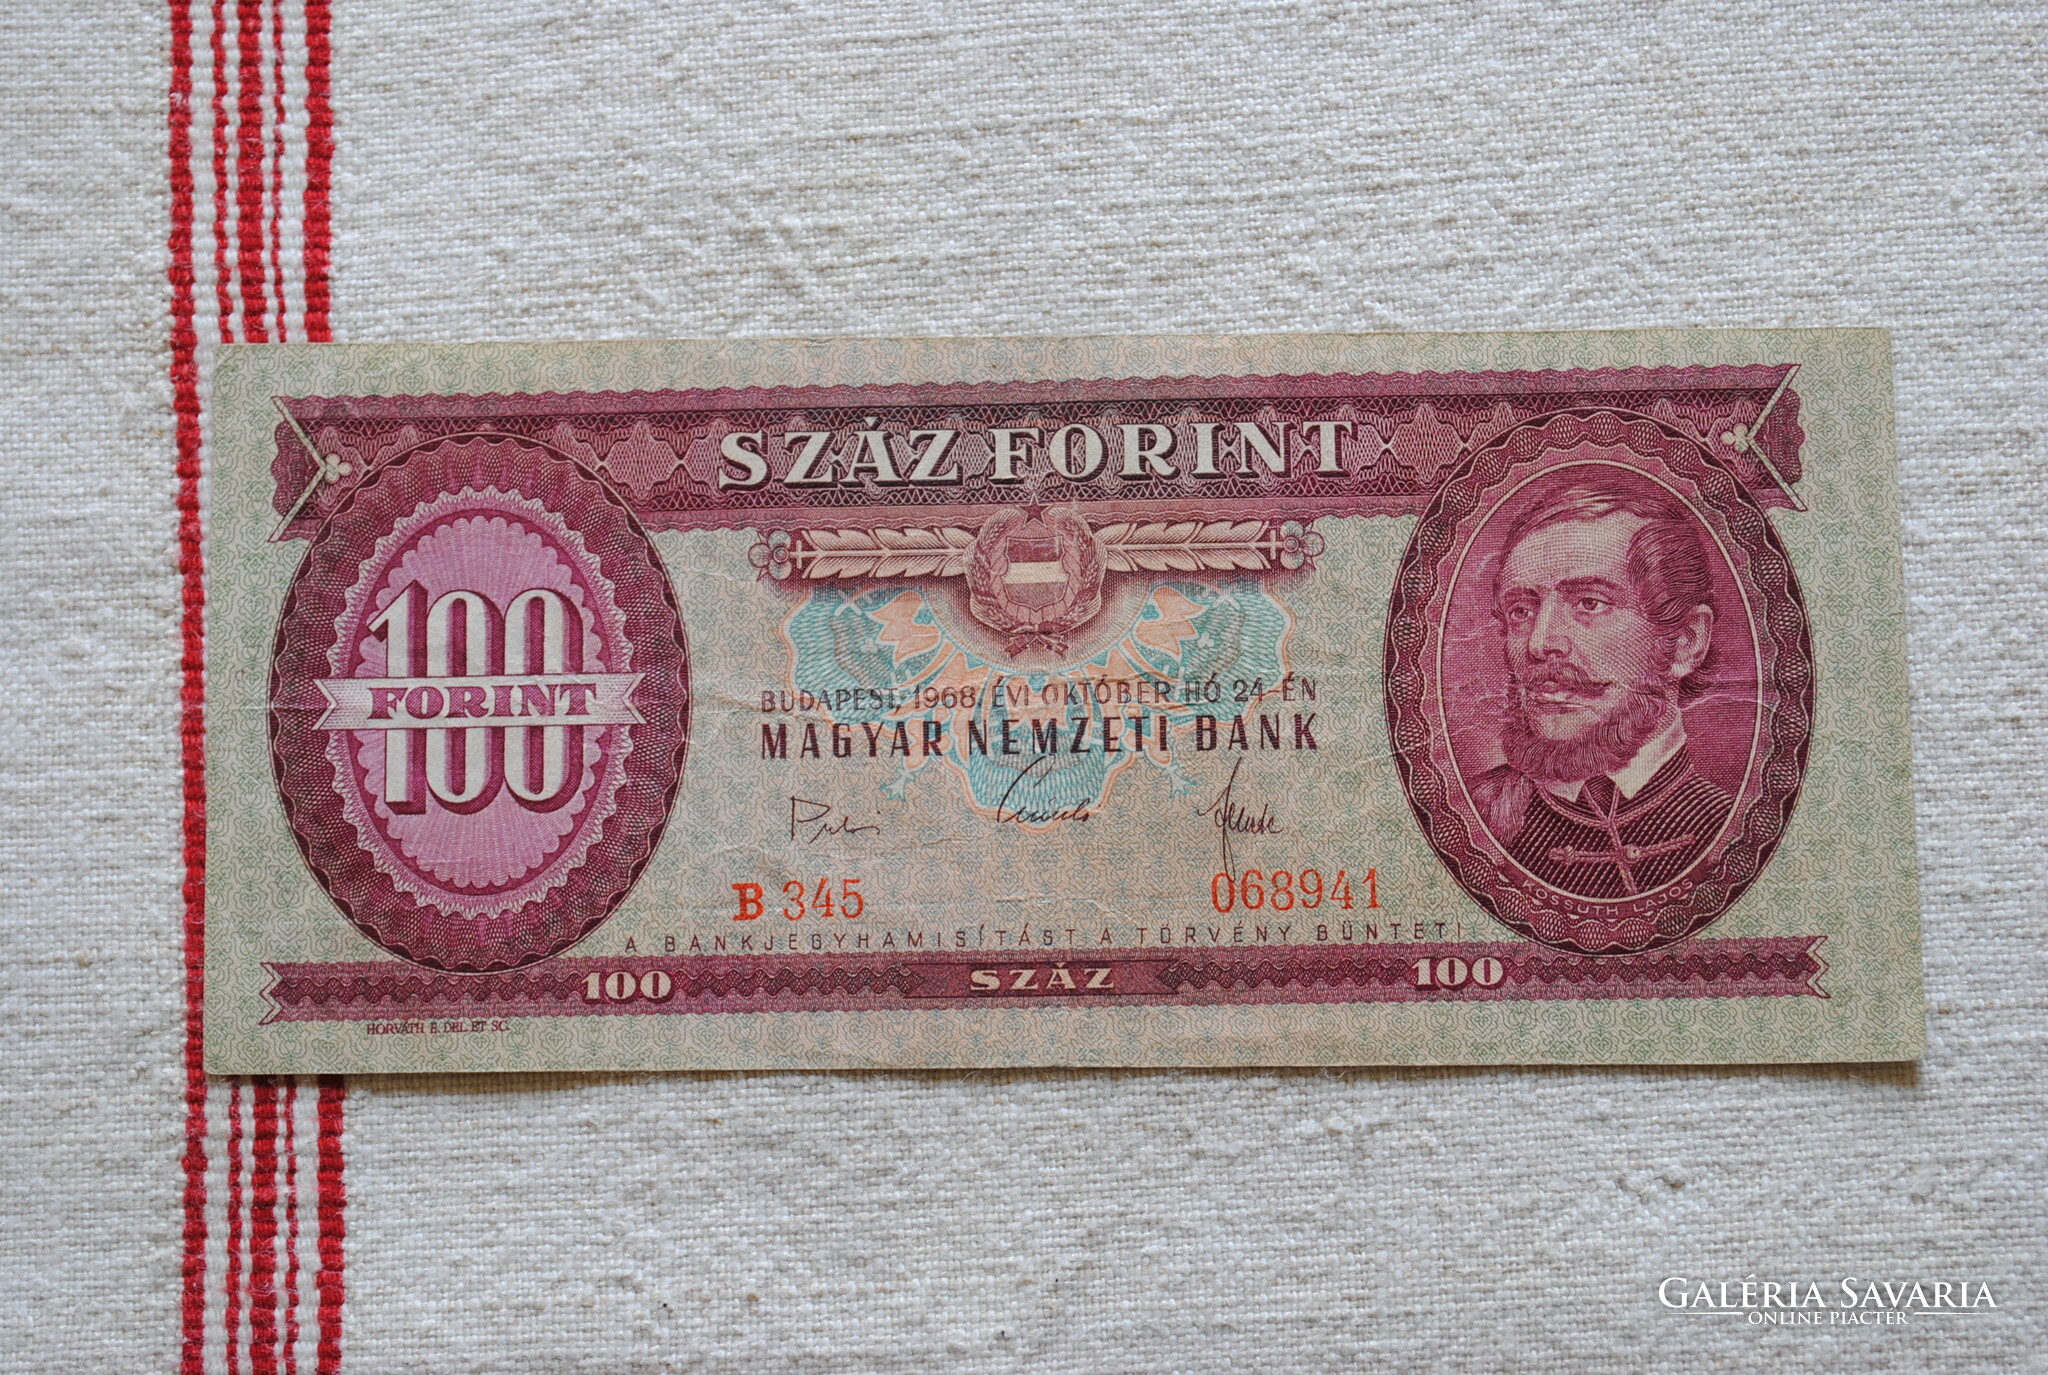 SZÁZ FORINT
100
FORINT
BUDAPEST, 1968. ÉVI OKTÓBER HÓ 24-ÉN
MAGYAR NEMZETI BANK
B 345
068941
KOSSUTH LAJOS
A BANKJEGYHAMISÍTÁST A TÖRVÉNY BÜNTETI
100 SZÁZ 100
HORVÁTH E. DEL. ET SC.
GALÉRIA SAVARIA
ONLINE PIACTÉR